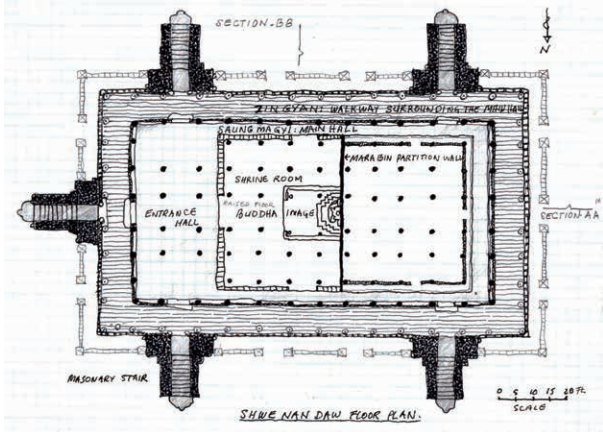 SECTION-BB
N
ZINGYAN: WALKWAY SURROUNDING THE MAIN HALL
SAUNG MAGYI: MAIN HALL
MARABIN PARTITION WALL
SHRINE ROOM
RAISED FLOOR
ENTRANCE HALL
BUDDHA IMAGE
SECTION AA
MASONARY STAIR
0 5 10 15 20 Ft.
SCALE
SHWE NAN DAW FLOOR PLAN.